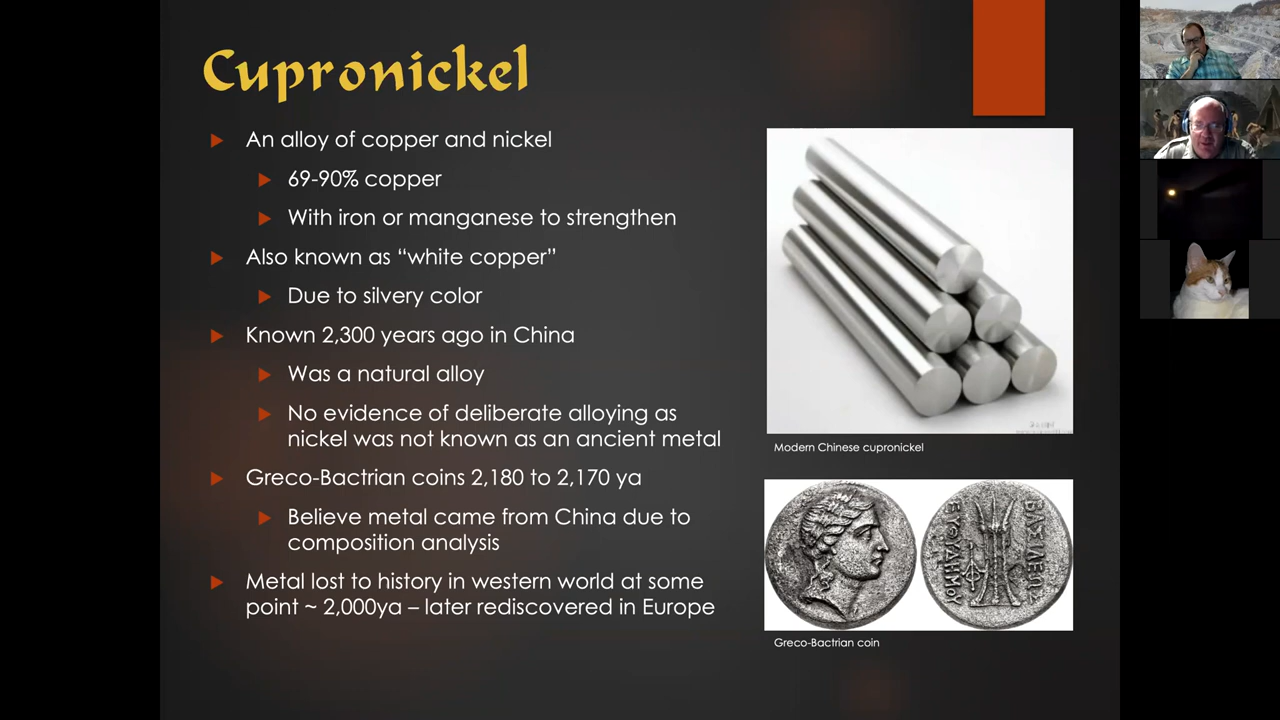 Cupronickel
An alloy of copper and nickel
69-90% copper
With iron or manganese to strengthen
Also known as “white copper”
Due to silvery color
Known 2,300 years ago in China
Was a natural alloy
No evidence of deliberate alloying as
nickel was not known as an ancient metal
Greco-Bactrian coins 2,180 to 2,170 ya
Believe metal came from China due to
composition analysis
Metal lost to history in western world at some
point ~ 2,000ya – later rediscovered in Europe
Modern Chinese cupronickel
ΒΑΣΙΛΕΩΣ
ΕΥΘΥΔΗΜΟΥ
Greco-Bactrian coin